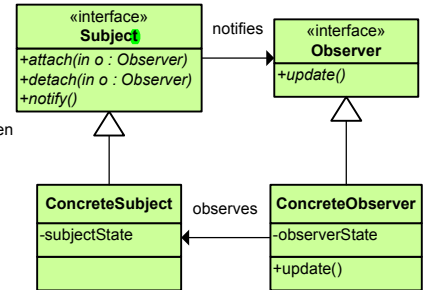 «interface»
Subject
+attach(in o : Observer)
+detach(in o : Observer)
+notify()
notifies
«interface»
Observer
+update()
en
ConcreteSubject
-subjectState
observes
ConcreteObserver
-observerState
+update()